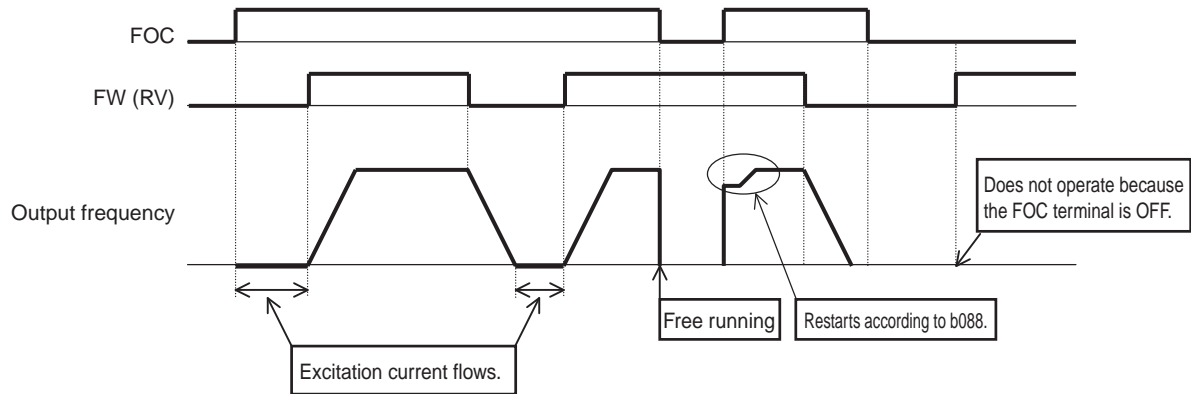 FOC
FW (RV)
Output frequency
Does not operate because
the FOC terminal is OFF.
Free running
Restarts according to b088.
Excitation current flows.